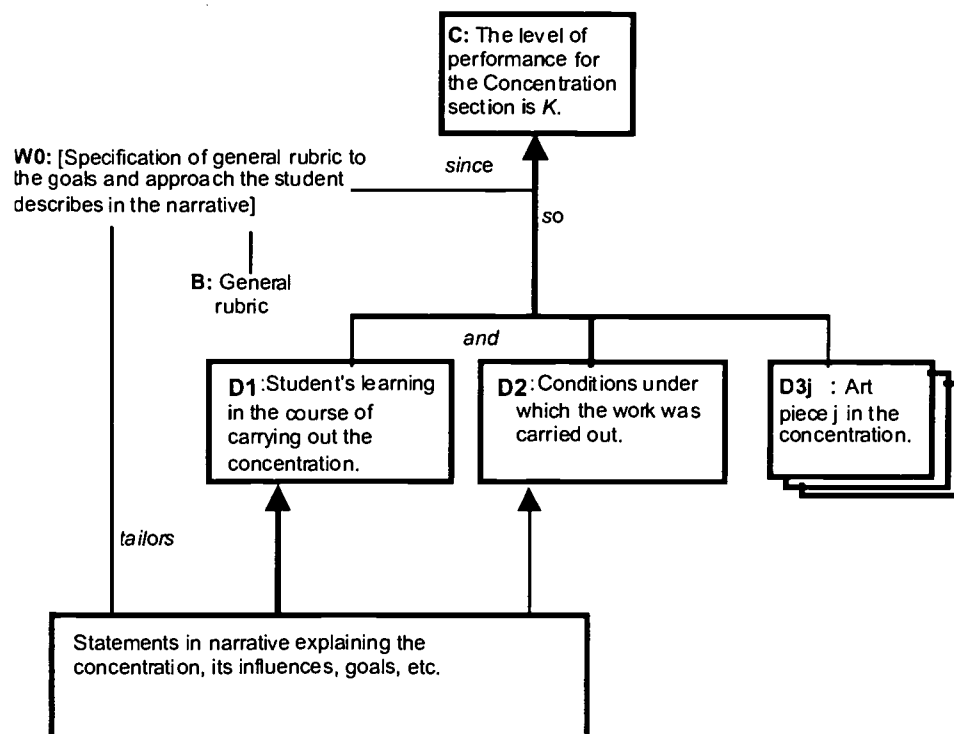 C: The level of
performance for
the Concentration
section is K.
W0: [Specification of general rubric to
the goals and approach the student
describes in the narrative]
since
so
B: General
rubric
and
D1:Student's learning
in the course of
carrying out the
concentration.
D2:Conditions under
which the work was
carried out.
D3j : Art
piece j in the
concentration.
tailors
Statements in narrative explaining the
concentration, its influences, goals, etc.